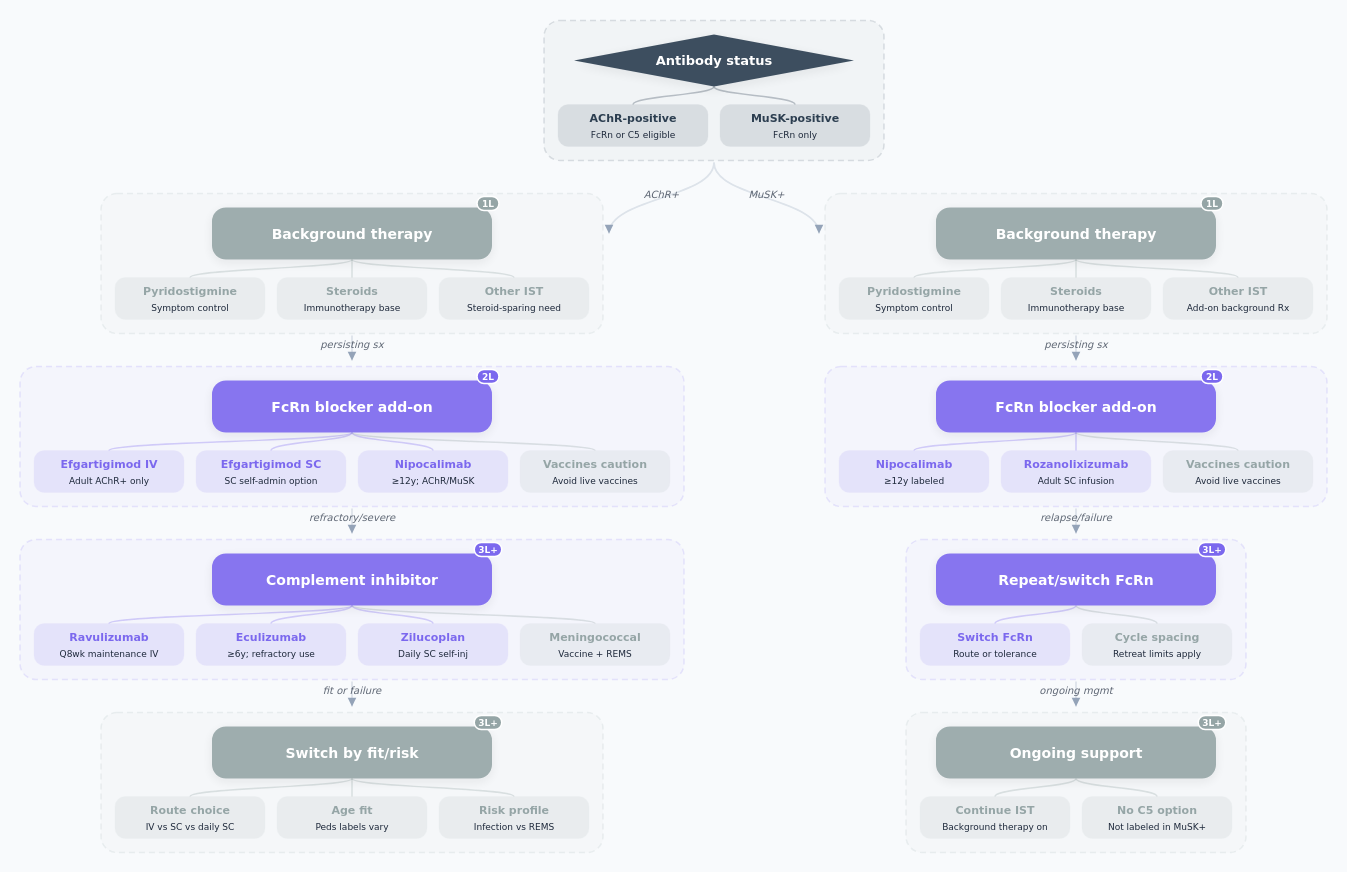 Antibody status
AChR-positive
FcRn or C5 eligible
MuSK-positive
FcRn only
AChR+
MuSK+
1L
Background therapy
Pyridostigmine
Symptom control
Steroids
Immunotherapy base
Other IST
Steroid-sparing need
persisting sx
2L
FcRn blocker add-on
Efgartigimod IV
Adult AChR+ only
Efgartigimod SC
SC self-admin option
Nipocalimab
≥12y; AChR/MuSK
Vaccines caution
Avoid live vaccines
refractory/severe
3L+
Complement inhibitor
Ravulizumab
Q8wk maintenance IV
Eculizumab
≥6y; refractory use
Zilucoplan
Daily SC self-inj
Meningococcal
Vaccine + REMS
fit or failure
3L+
Switch by fit/risk
Route choice
IV vs SC vs daily SC
Age fit
Peds labels vary
Risk profile
Infection vs REMS
1L
Background therapy
Pyridostigmine
Symptom control
Steroids
Immunotherapy base
Other IST
Add-on background Rx
persisting sx
2L
FcRn blocker add-on
Nipocalimab
≥12y labeled
Rozanolixizumab
Adult SC infusion
Vaccines caution
Avoid live vaccines
relapse/failure
3L+
Repeat/switch FcRn
Switch FcRn
Route or tolerance
Cycle spacing
Retreat limits apply
ongoing mgmt
3L+
Ongoing support
Continue IST
Background therapy on
No C5 option
Not labeled in MuSK+